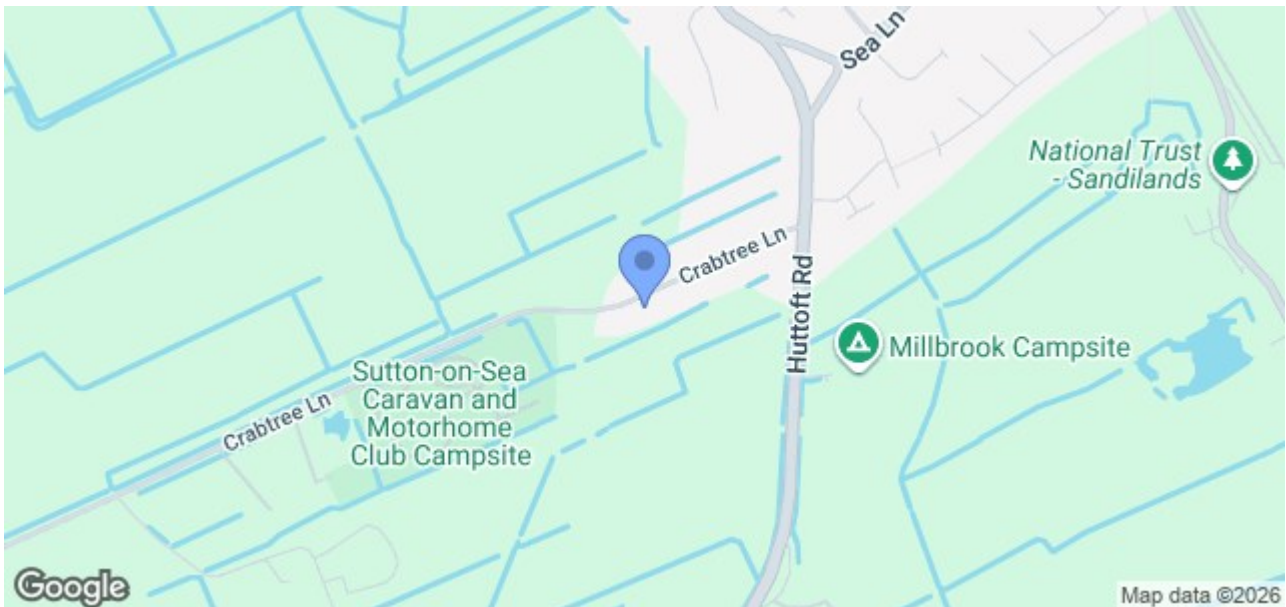 Sea Ln
National Trust
- Sandilands
Crabtree Ln
Huttoft Rd
Millbrook Campsite
Sutton-on-Sea
Caravan and
Motorhome
Club Campsite
Crabtree Ln
Google
Map data ©2026